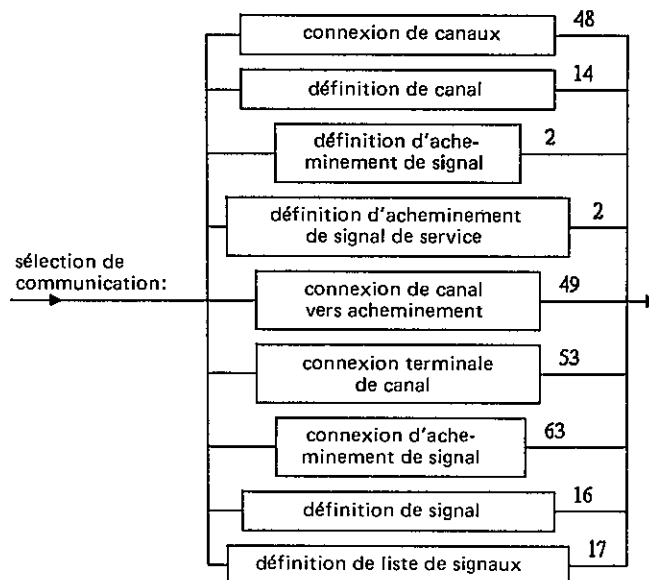 connexion de canaux 48
définition de canal 14
définition d'ache-
minement de signal 2
définition d'acheminement
de signal de service 2
sélection de
communication:
connexion de canal
vers acheminement 49
connexion terminale
de canal 53
connexion d'ache-
minement de signal 63
définition de signal 16
définition de liste de signaux 17